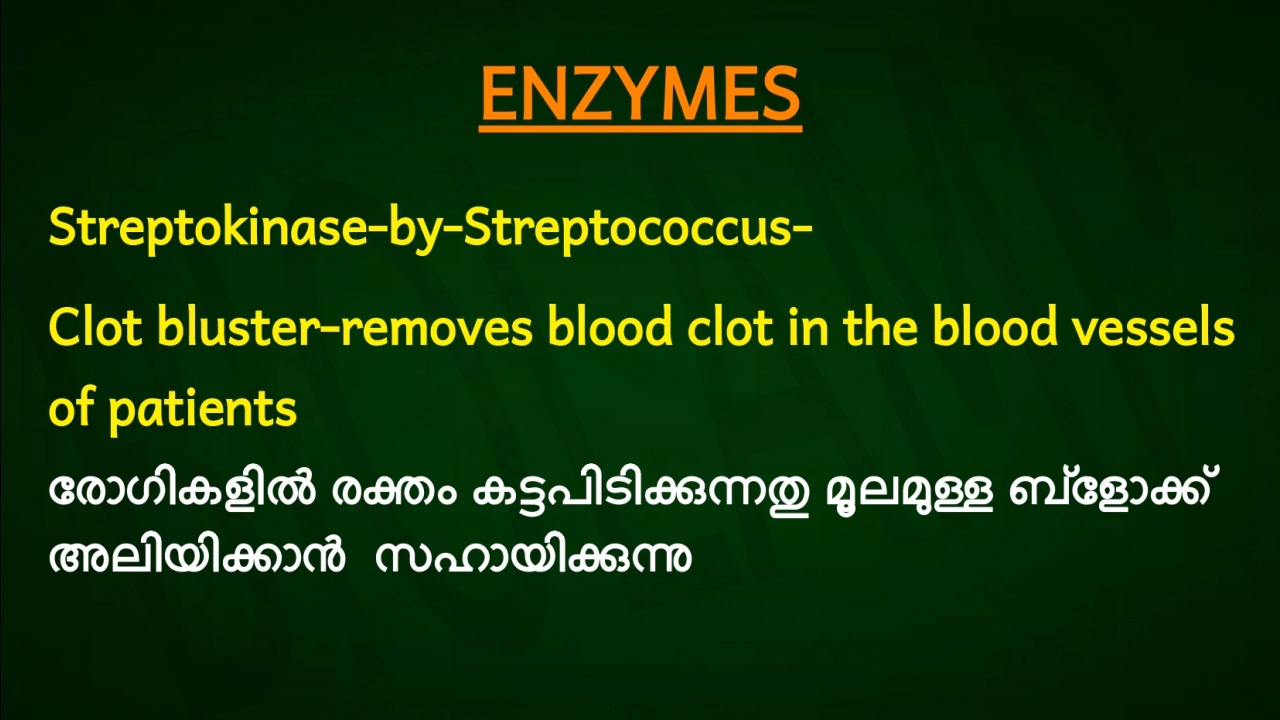 ENZYMES
Streptokinase-by-Streptococcus-
Clot bluster-removes blood clot in the blood vessels
of patients
രോഗികളിൽ രക്തം കട്ടപിടിക്കുന്നതു മൂലമുള്ള ബ്ളോക്ക്
അലിയിക്കാൻ സഹായിക്കുന്നു